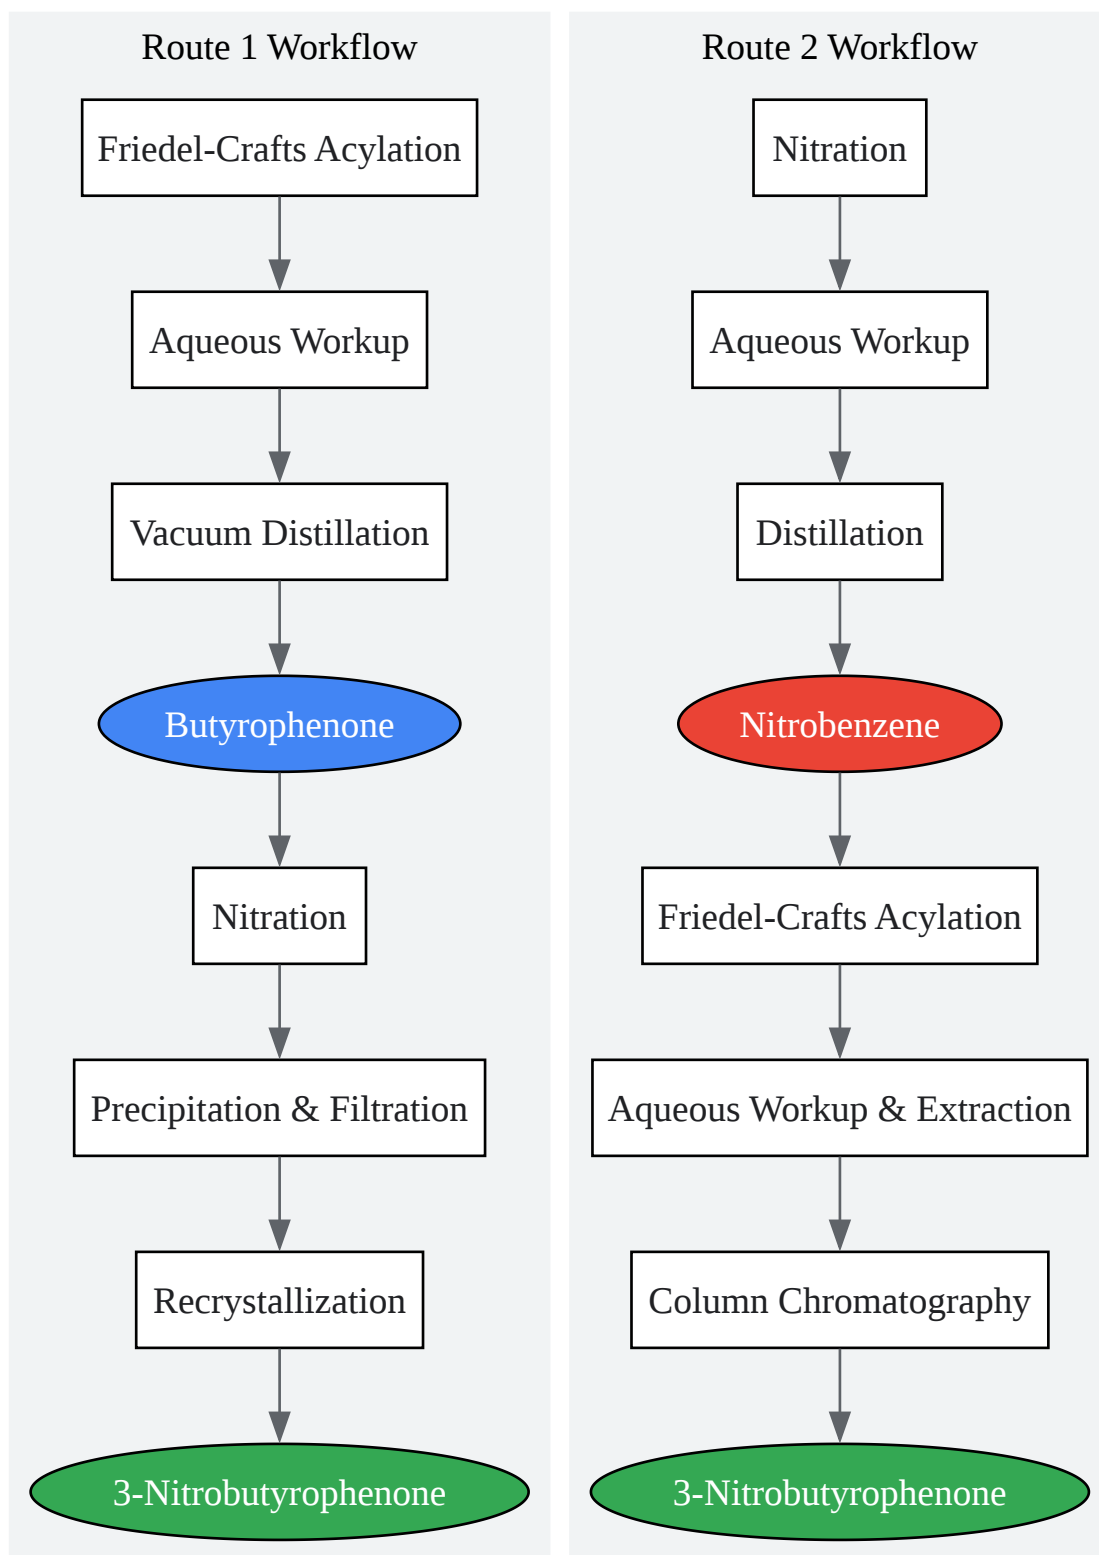 Route 1 Workflow
Friedel-Crafts Acylation
Aqueous Workup
Vacuum Distillation
Butyrophenone
Nitration
Precipitation & Filtration
Recrystallization
3-Nitrobutyrophenone
Route 2 Workflow
Nitration
Aqueous Workup
Distillation
Nitrobenzene
Friedel-Crafts Acylation
Aqueous Workup & Extraction
Column Chromatography
3-Nitrobutyrophenone